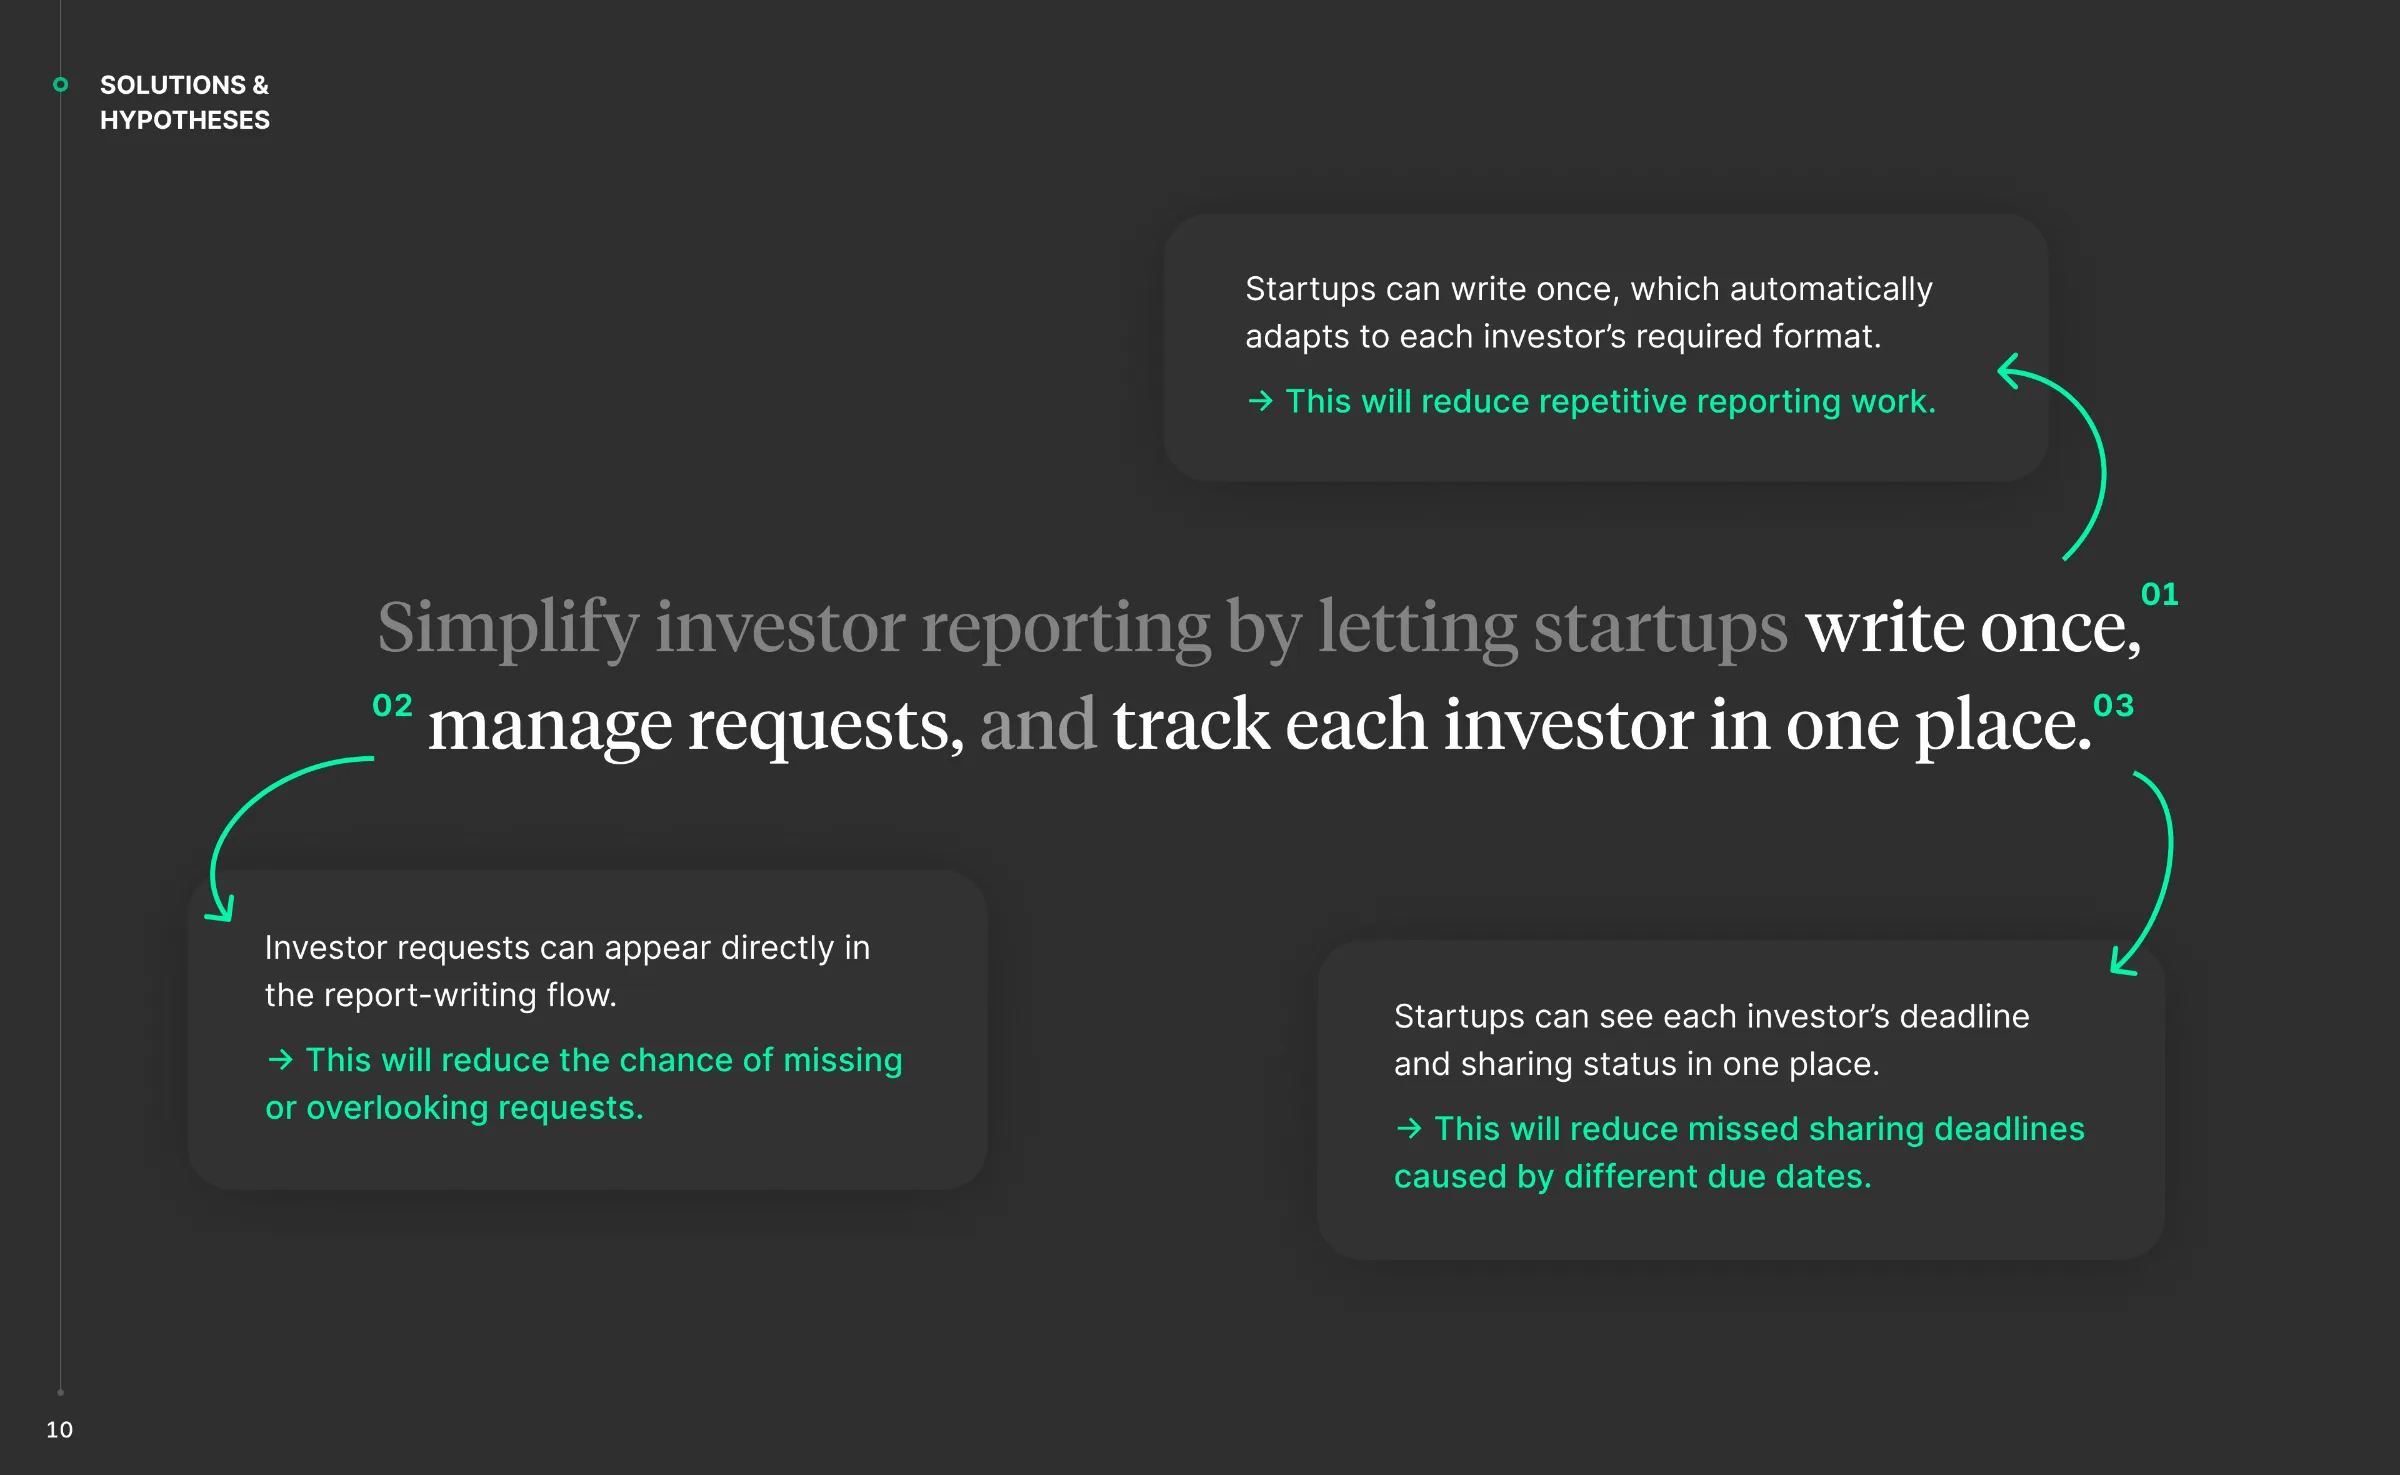 SOLUTIONS &
HYPOTHESES
Startups can write once, which automatically
adapts to each investor’s required format.
→ This will reduce repetitive reporting work.
Simplify investor reporting by letting startups write once, 01
02 manage requests, and track each investor in one place. 03
Investor requests can appear directly in
the report-writing flow.
→ This will reduce the chance of missing
or overlooking requests.
Startups can see each investor’s deadline
and sharing status in one place.
→ This will reduce missed sharing deadlines
caused by different due dates.
10